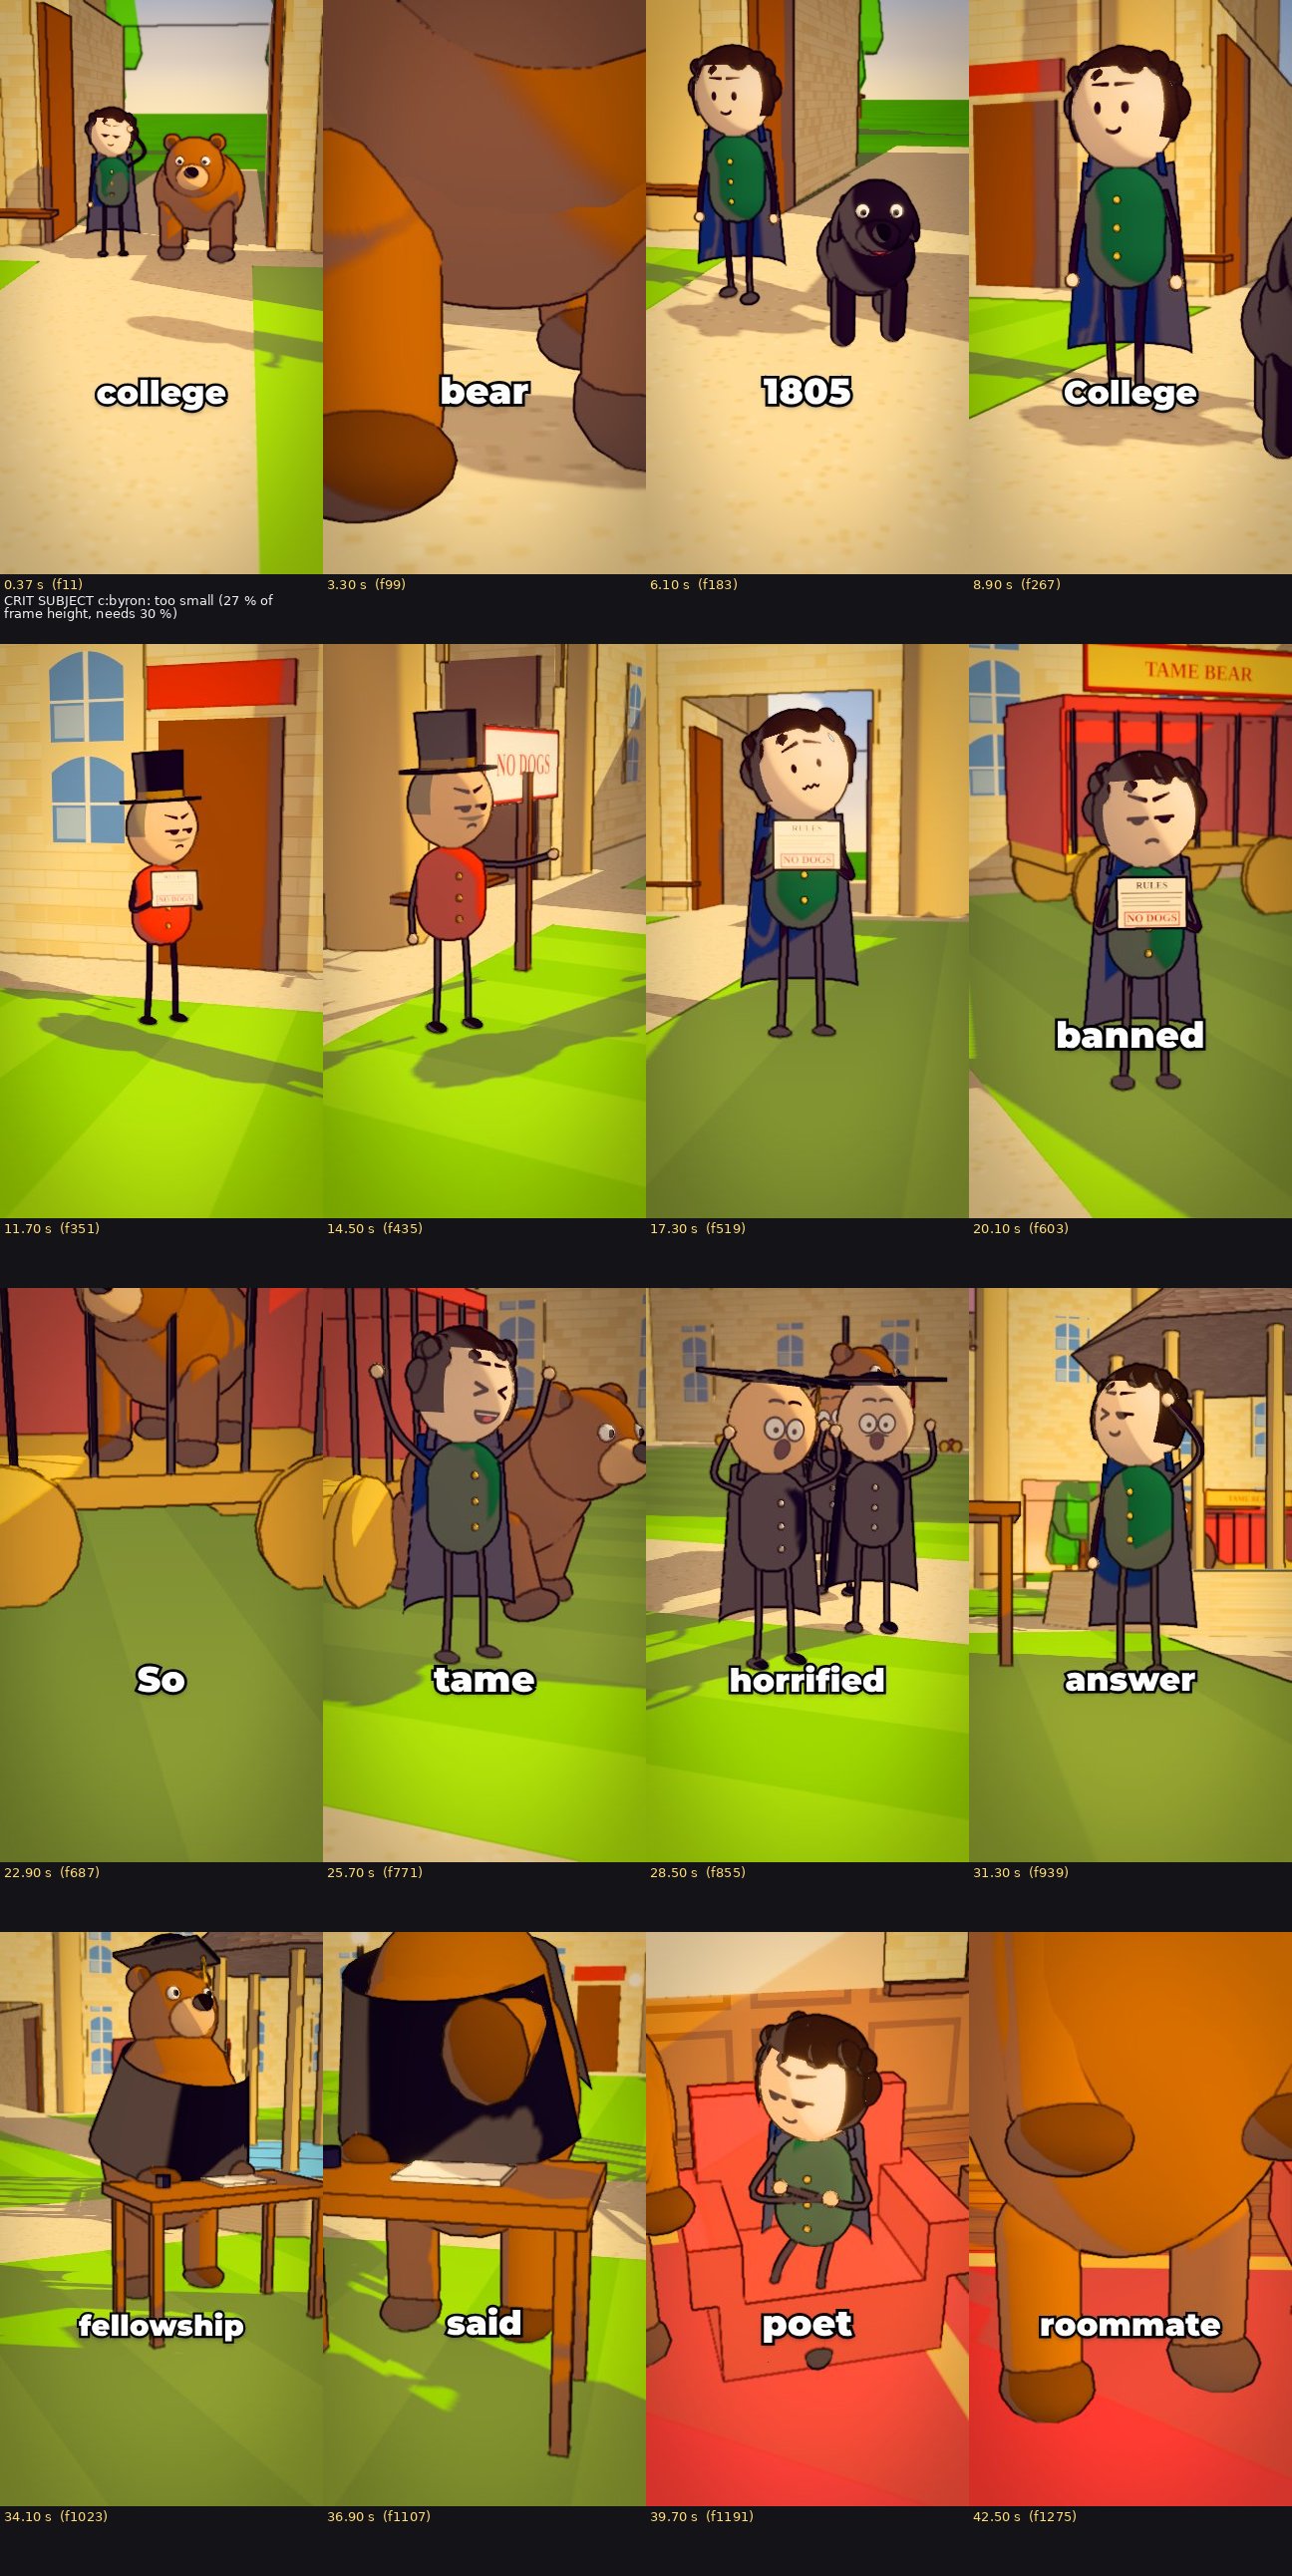 college
bear
1805
College
0.37 s (f11)
3.30 s (f99)
6.10 s (f183)
8.90 s (f267)
CRIT SUBJECT c:byron: too small (27 % of
frame height, needs 30 %)
NO DOGS
NO DOGS
RULES
NO DOGS
TAME BEAR
RULES
NO DOGS
banned
11.70 s (f351)
14.50 s (f435)
17.30 s (f519)
20.10 s (f603)
So
tame
horrified
TAME BEAR
answer
22.90 s (f687)
25.70 s (f771)
28.50 s (f855)
31.30 s (f939)
fellowship
said
poet
roommate
34.10 s (f1023)
36.90 s (f1107)
39.70 s (f1191)
42.50 s (f1275)